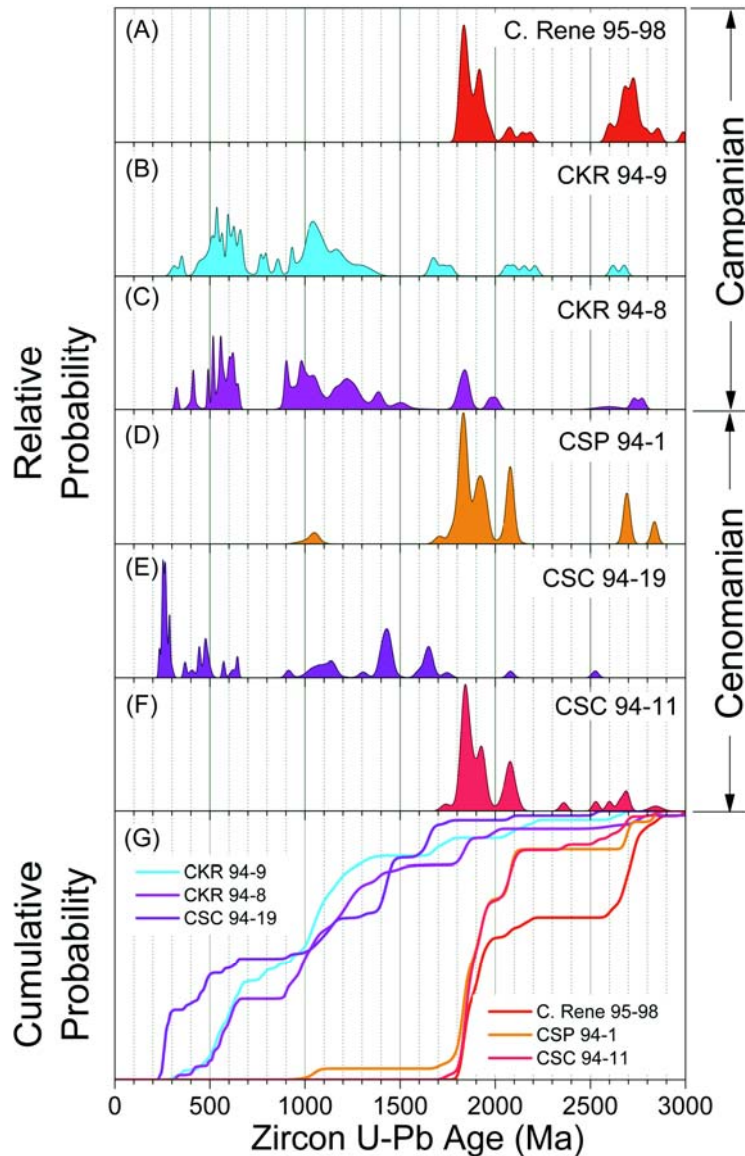 (A)
C. Rene 95-98
(B)
CKR 94-9
(C)
CKR 94-8
(D)
CSP 94-1
(E)
CSC 94-19
(F)
CSC 94-11
(G)
CKR 94-9
CKR 94-8
CSC 94-19
C. Rene 95-98
CSP 94-1
CSC 94-11
Relative
Probability
Cumulative
Probability
Campanian
Cenomanian
0 500 1000 1500 2000 2500 3000
Zircon U-Pb Age (Ma)